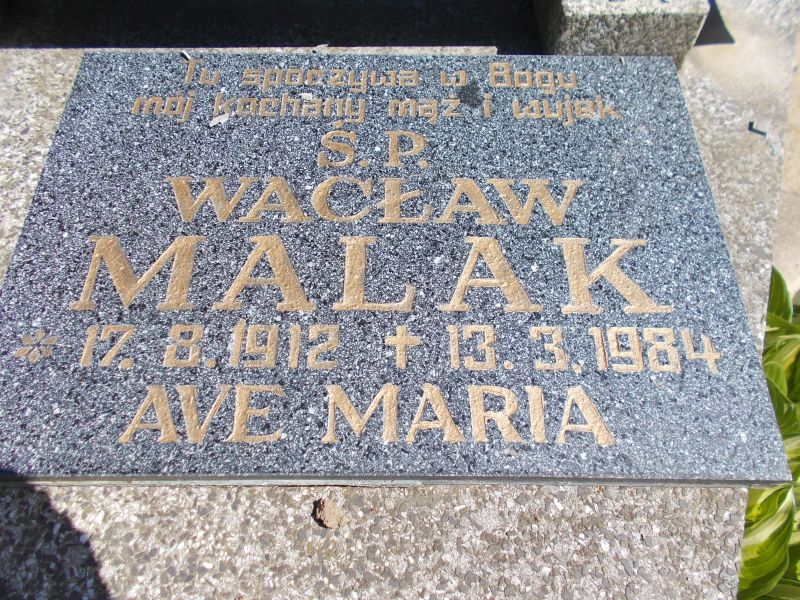 Tu spoczywa w Bogu
mój kochany mąż i wujek
Ś. P.
WACŁAW
MALAK
* 17. 8. 1912 + 13. 3. 1984 +
AVE MARIA